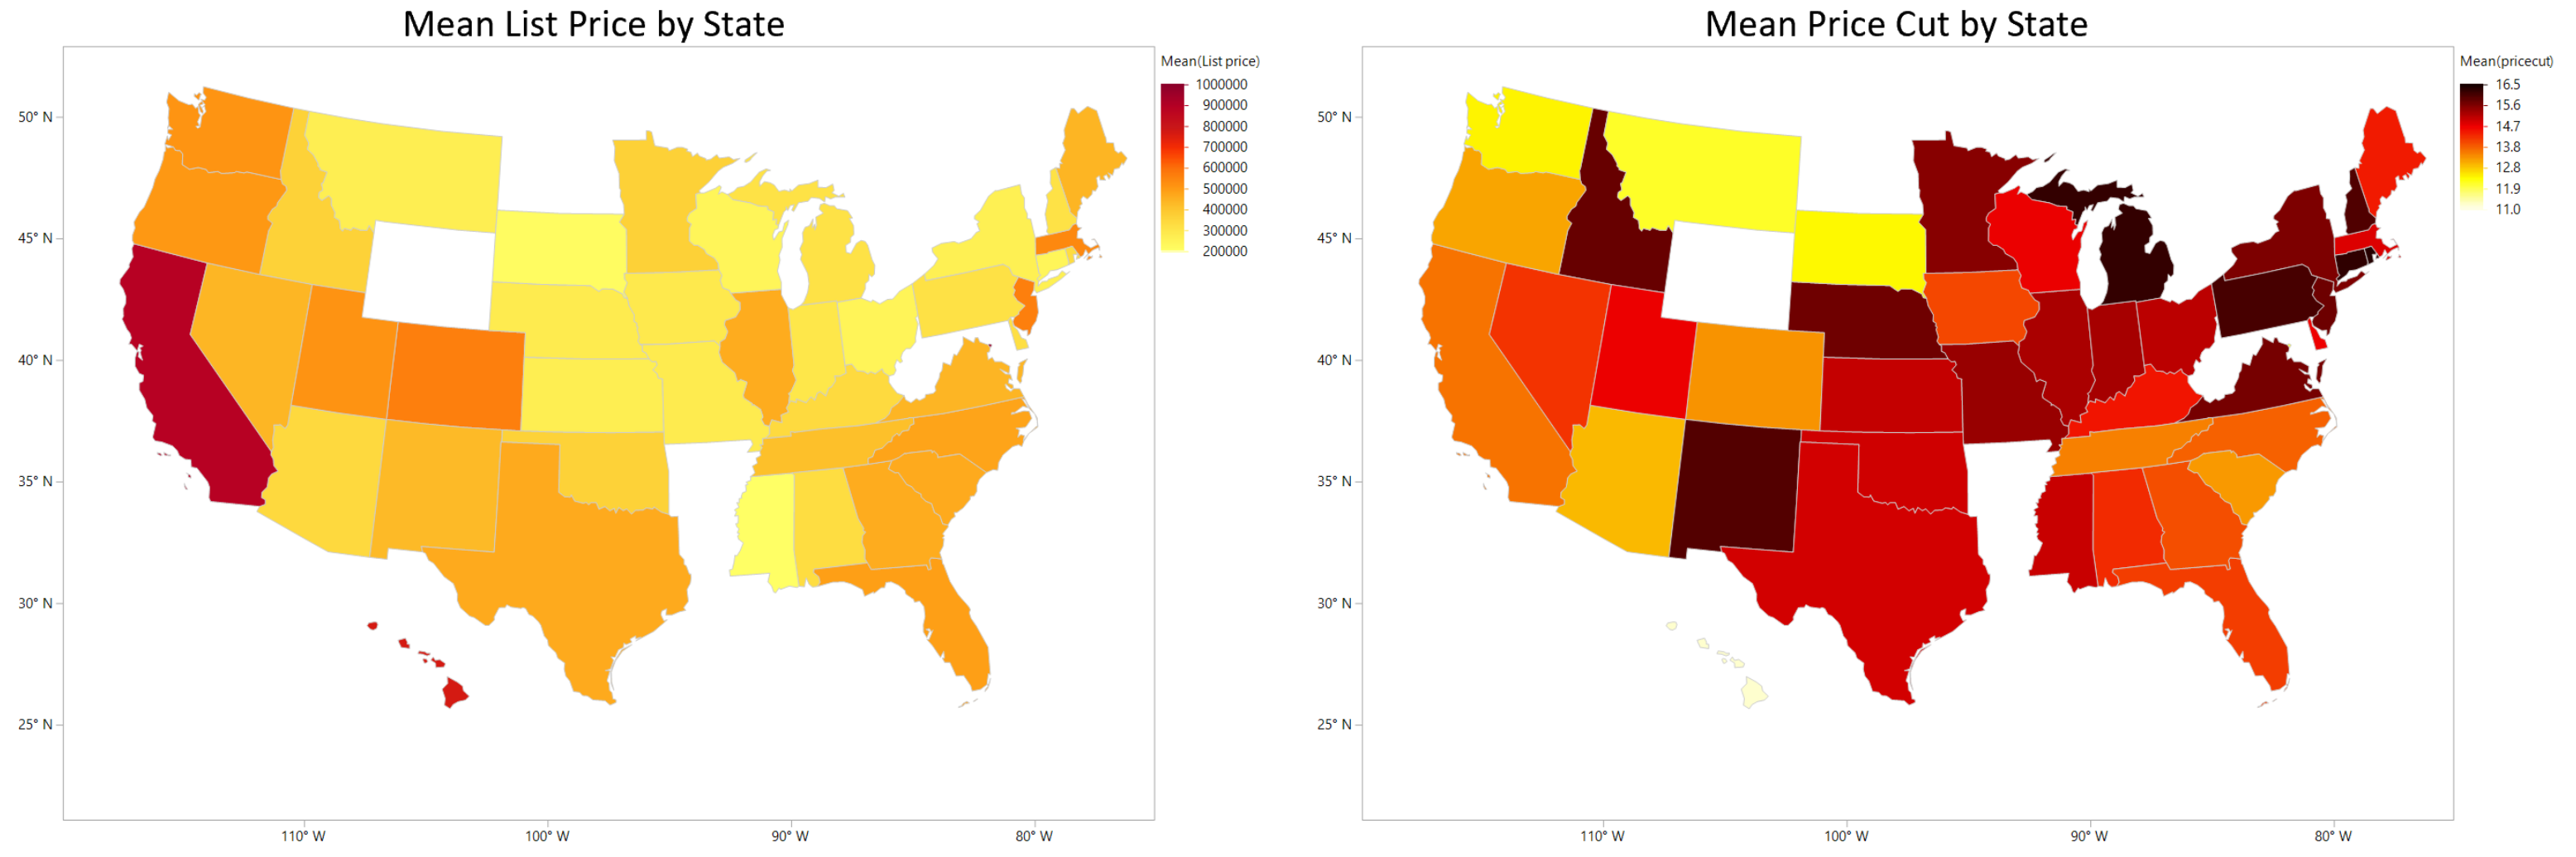 Mean List Price by State
Mean(List price)
1000000
900000
800000
700000
600000
500000
400000
300000
200000
50° N
45° N
40° N
35° N
30° N
25° N
110° W
100° W
90° W
80° W
Mean Price Cut by State
Mean(pricecut)
16.5
15.6
14.7
13.8
12.8
11.9
11.0
50° N
45° N
40° N
35° N
30° N
25° N
110° W
100° W
90° W
80° W